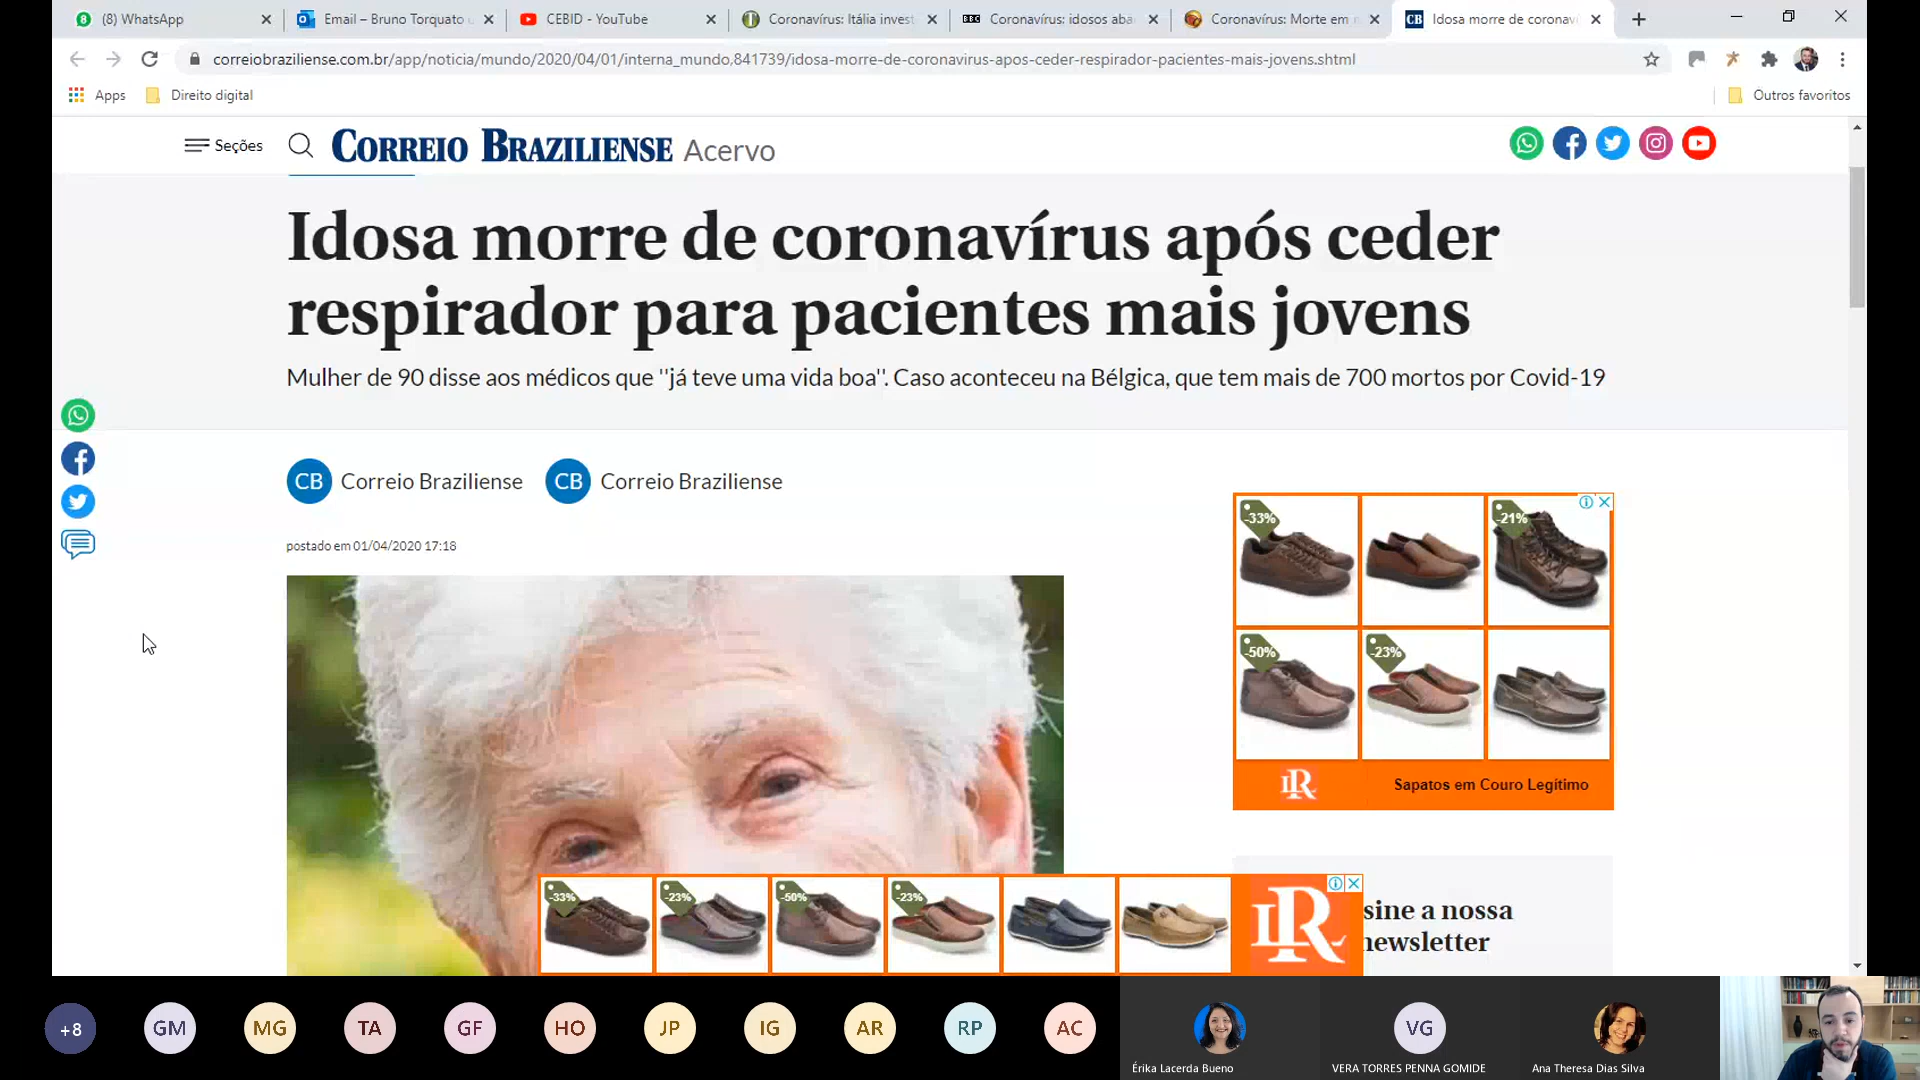 (8) WhatsApp
Email – Bruno Torquato
CEBID - YouTube
Coronavírus: Itália invest
BBC
Coronavírus: idosos aba
Coronavírus: Morte em
CB
Idosa morre de coronav
correiobraziliense.com.br/app/noticia/mundo/2020/04/01/interna_mundo,841739/idosa-morre-de-coronavirus-apos-ceder-respirador-pacientes-mais-jovens.shtml
Apps
Direito digital
Outros favoritos
Seções
CORREIO BRAZILIENSE Acervo
Idosa morre de coronavírus após ceder
respirador para pacientes mais jovens
Mulher de 90 disse aos médicos que ''já teve uma vida boa''. Caso aconteceu na Bélgica, que tem mais de 700 mortos por Covid-19
CB Correio Braziliense
CB Correio Braziliense
postado em 01/04/2020 17:18
-33%
-21%
-50%
-23%
LR
Sapatos em Couro Legítimo
-33%
-23%
-50%
-23%
LR
sine a nossa
newsletter
+8
GM
MG
TA
GF
HO
JP
IG
AR
RP
AC
Érika Lacerda Bueno
VG
VERA TORRES PENNA GOMIDE
Ana Theresa Dias Silva